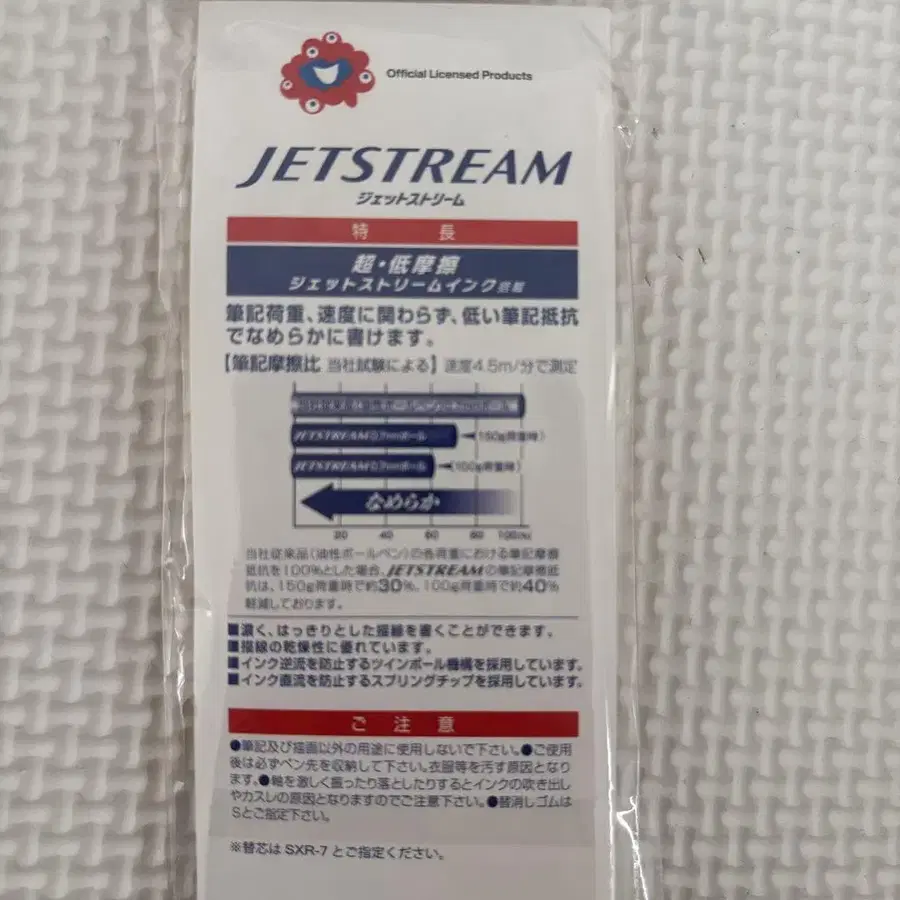 Official Licensed Products
JETSTREAM
ジェットストリーム
特 長
超・低摩擦
ジェットストリームインク搭載
筆記荷重、速度に関わらず、低い筆記抵抗
でなめらかに書けます。
【筆記摩擦比 当社試験による】速度4.5m/分で測定
JETSTREAM0.7mmボール (150g荷重時)
JETSTREAM0.7mmボール (100g荷重時)
なめらか
20 40 60 80 100(%)
当社従来品(油性ボールペン)の各荷重における筆記摩擦
抵抗を100%とした場合、JETSTREAMの筆記摩擦抵
抗は、150g荷重時で約30%、100g荷重時で約40%
軽減しております。
■濃く、はっきりとした描線を書くことができます。
■描線の乾燥性に優れています。
■インク逆流を防止するツインボール機構を採用しています。
■インク直流を防止するスプリングチップを採用しています。
ご 注 意
●筆記及び描画以外の用途に使用しないで下さい。●ご使用
後は必ずペン先を収納して下さい。衣服等を汚す原因となり
ます。●軸を激しく振ったり落としたりするとインクの吹き出し
やカスレの原因となりますのでご注意下さい。●替消しゴムは
Sとご指定下さい。
※替芯は SXR-7 とご指定ください。